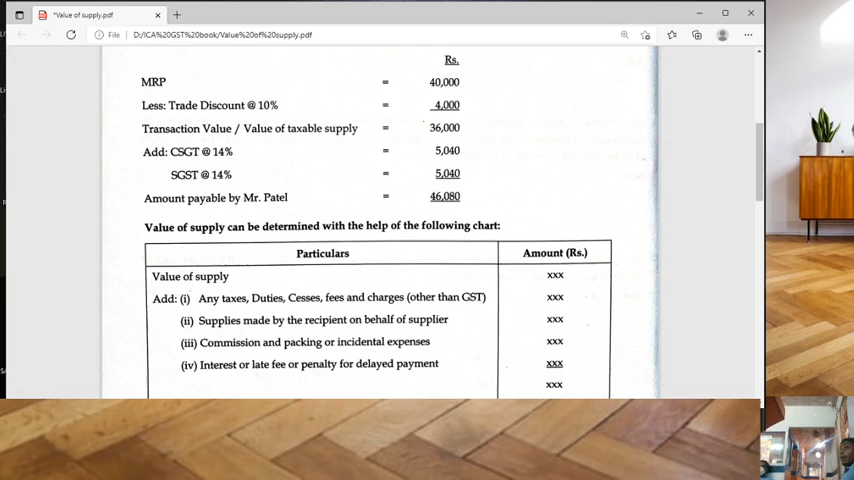 *Value of supply.pdf
File
D:/ICA%20GST%20book/Value%20of%20supply.pdf
Rs.
MRP = 40,000
Less: Trade Discount @ 10% = 4,000
Transaction Value / Value of taxable supply = 36,000
Add: CSGT @ 14% = 5,040
SGST @ 14% = 5,040
Amount payable by Mr. Patel = 46,080
Value of supply can be determined with the help of the following chart:
Particulars Amount (Rs.)
Value of supply xxx
Add: (i) Any taxes, Duties, Cesses, fees and charges (other than GST) xxx
(ii) Supplies made by the recipient on behalf of supplier xxx
(iii) Commission and packing or incidental expenses xxx
(iv) Interest or late fee or penalty for delayed payment xxx
xxx